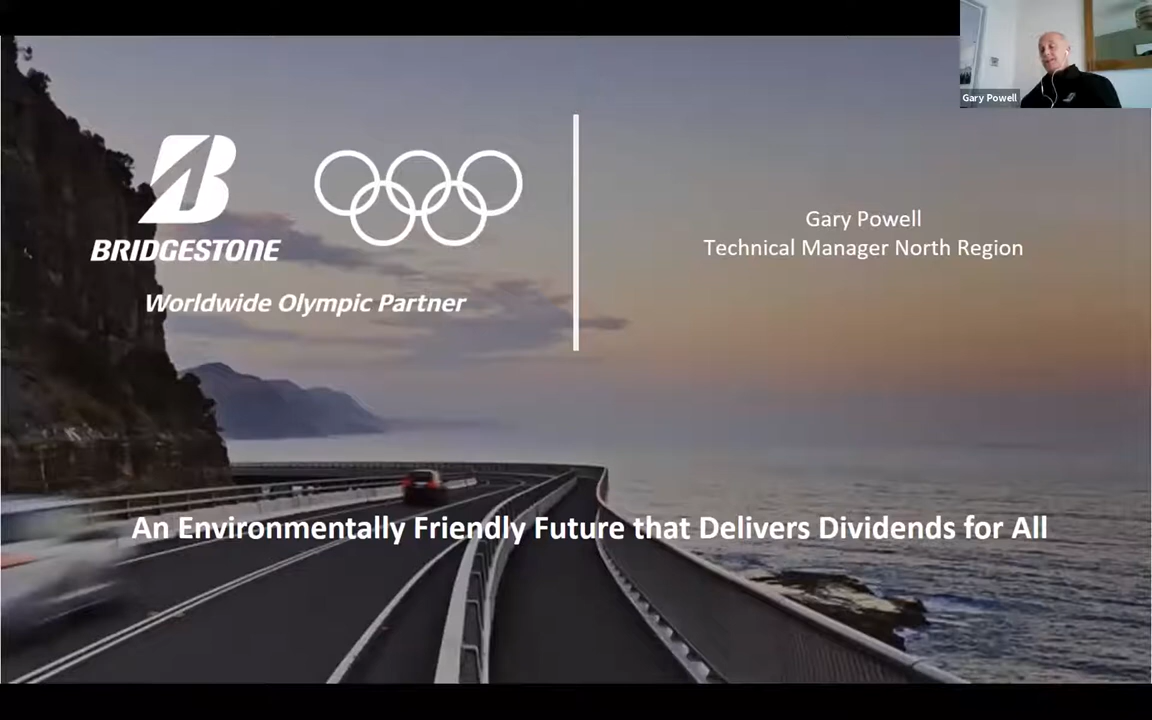 Gary Powell
BRIDGESTONE
Worldwide Olympic Partner
Gary Powell
Technical Manager North Region
An Environmentally Friendly Future that Delivers Dividends for All